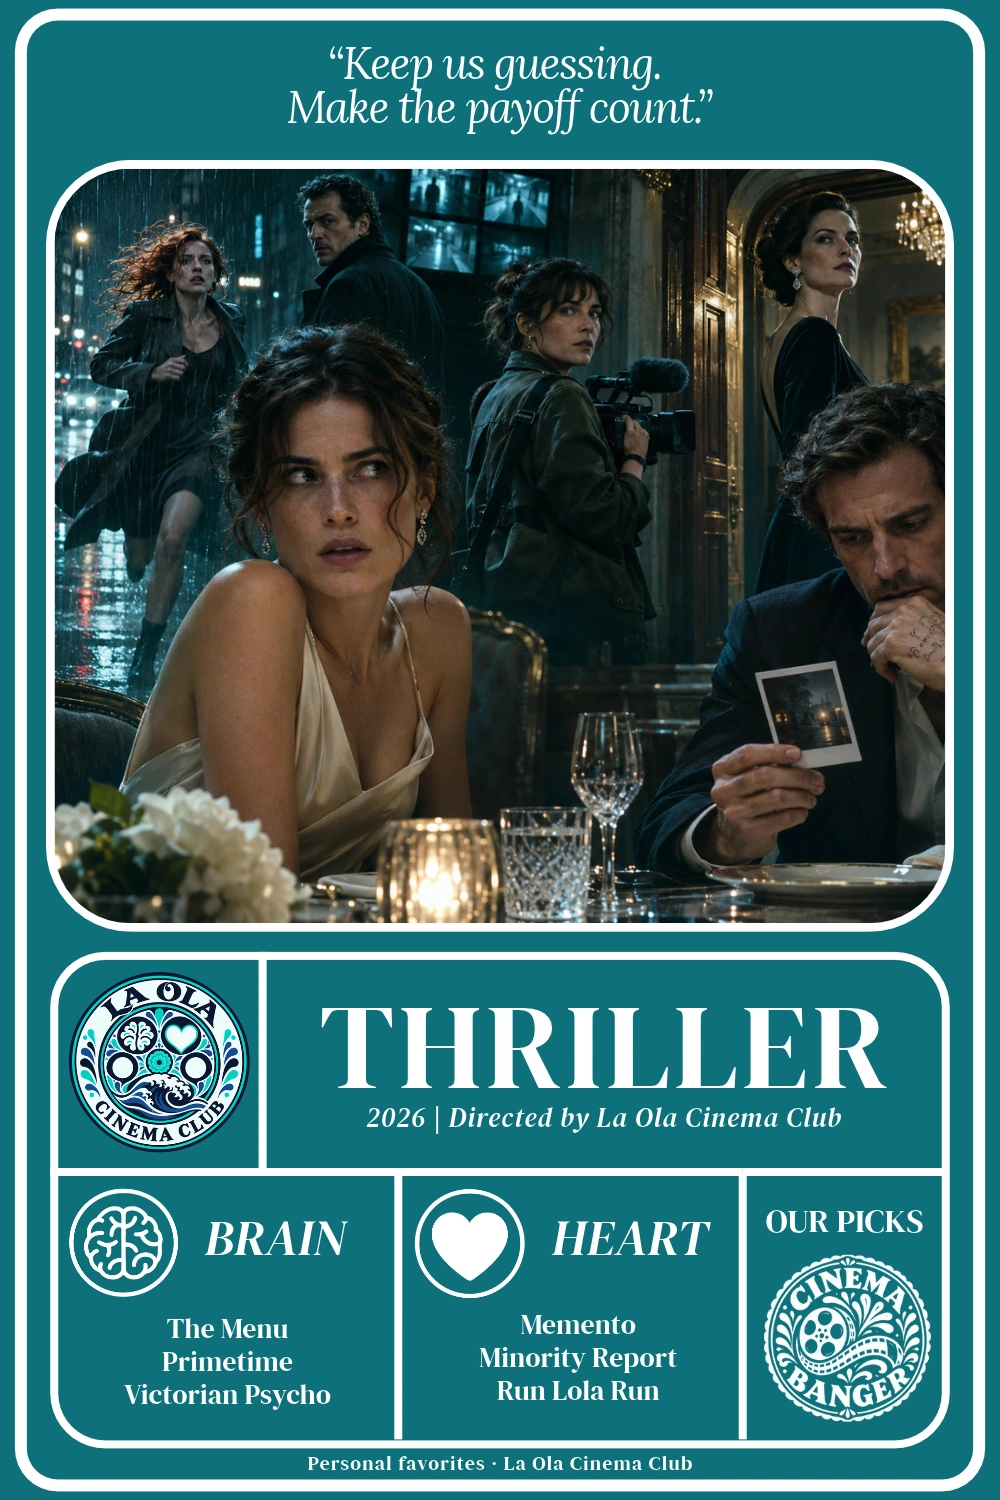 “Keep us guessing.
Make the payoff count.”
LA OLA
CINEMA CLUB
THRILLER
2026 | Directed by La Ola Cinema Club
BRAIN
The Menu
Primetime
Victorian Psycho
HEART
Memento
Minority Report
Run Lola Run
OUR PICKS
CINEMA
BANGER
Personal favorites · La Ola Cinema Club